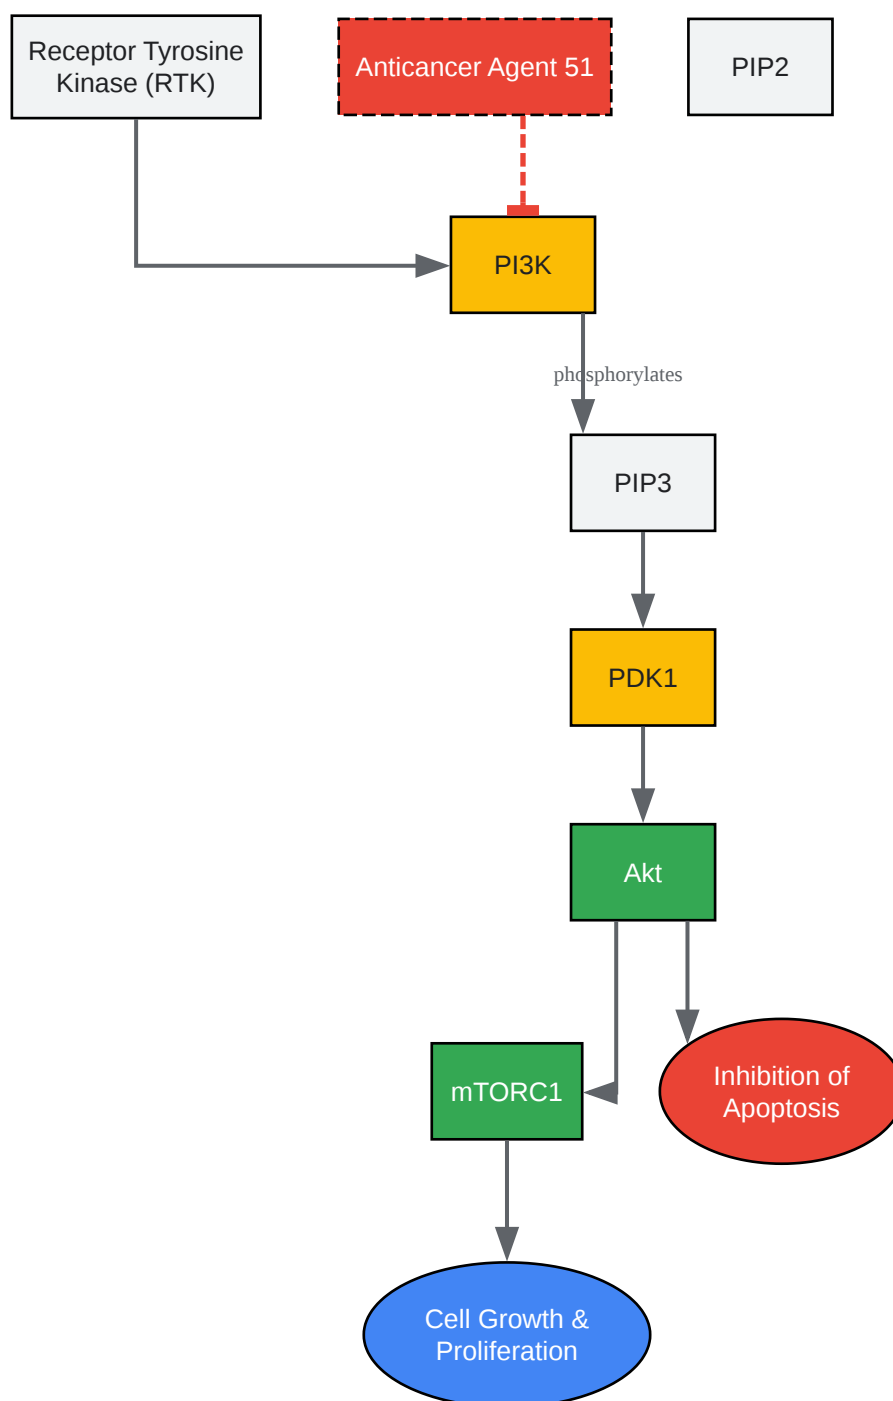 Receptor Tyrosine
Kinase (RTK)
Anticancer Agent 51
PIP2
PI3K
phosphorylates
PIP3
PDK1
Akt
mTORC1
Inhibition of
Apoptosis
Cell Growth &
Proliferation